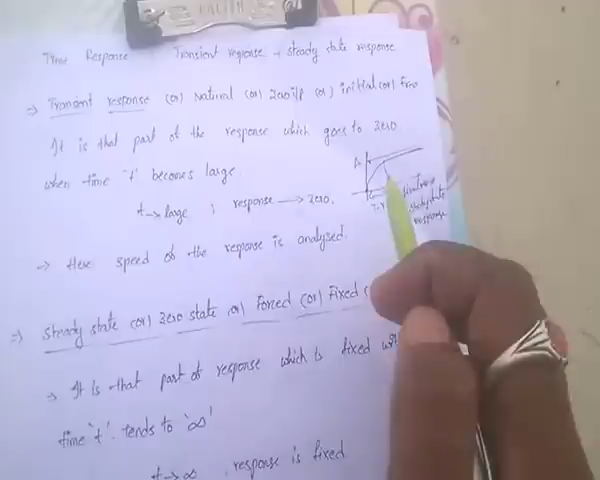 Time Response Transient response + steady state response
⇒ Transient response (or) Natural (or) zero i/p (or) initial (or) Free
It is that part of the response which goes to zero
when time 't' becomes large.
t→ large ; response → zero.
A
steady state
response
→ Here speed of the response is analysed.
⇒ Steady state (or) zero state (or) Forced (or) Fixed (
→ It is that part of response which is fixed
time 't' tends to '∞'
t→∞ , response is fixed